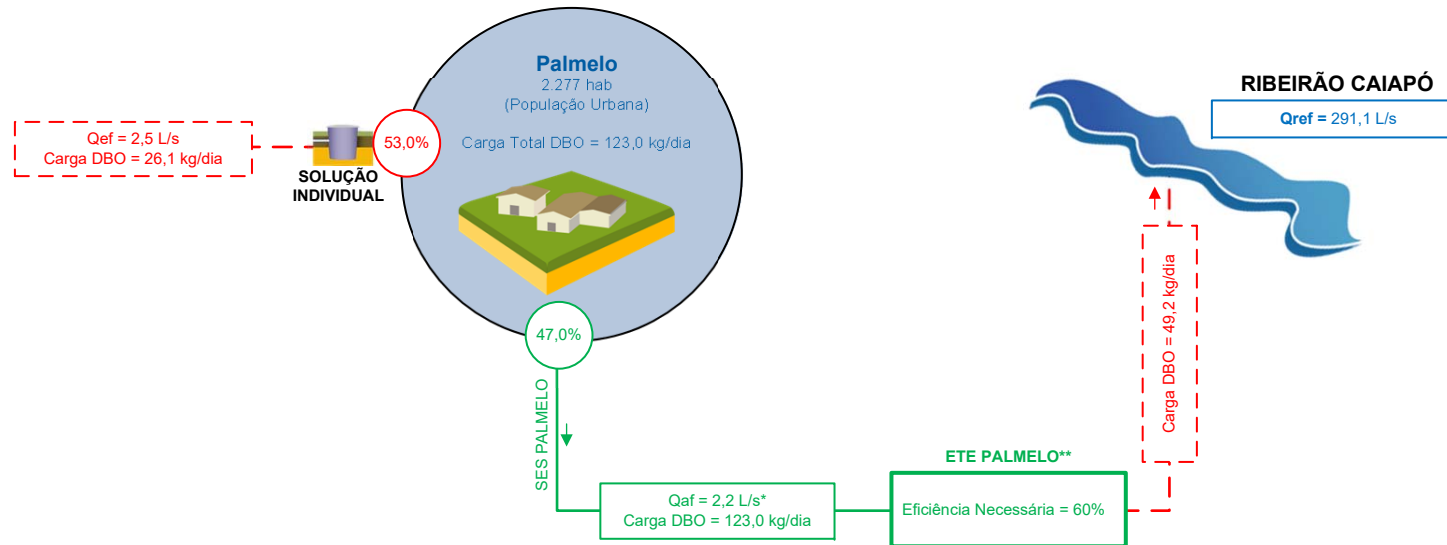 Palmelo
2.277 hab
(População Urbana)
Carga Total DBO = 123,0 kg/dia
Qef = 2,5 L/s
Carga DBO = 26,1 kg/dia
SOLUÇÃO
INDIVIDUAL
53,0%
47,0%
SES PALMELO
Qaf = 2,2 L/s*
Carga DBO = 123,0 kg/dia
ETE PALMELO**
Eficiência Necessária = 60%
Carga DBO = 49,2 kg/dia
RIBEIRÃO CAIAPÓ
Qref = 291,1 L/s